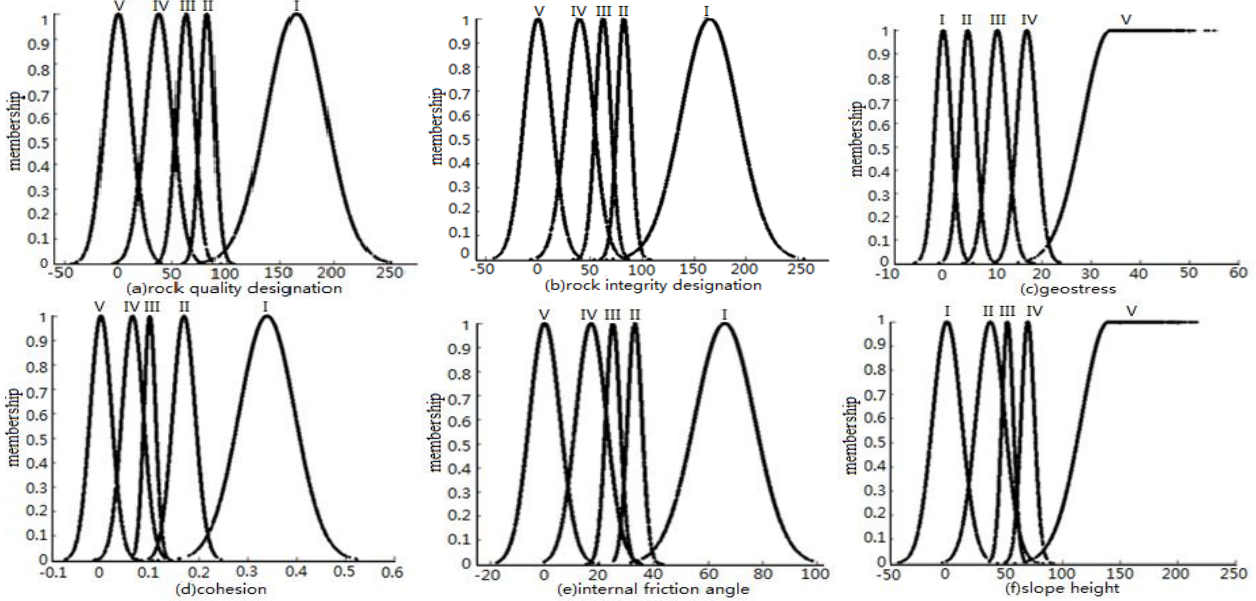 V IV III II I
membership
1
0.9
0.8
0.7
0.6
0.5
0.4
0.3
0.2
0.1
0
-50 0 50 100 150 200 250
(a)rock quality designation
V IV III II I
membership
1
0.9
0.8
0.7
0.6
0.5
0.4
0.3
0.2
0.1
0
-50 0 50 100 150 200 250
(b)rock integrity designation
I II III IV V
membership
1
0.9
0.8
0.7
0.6
0.5
0.4
0.3
0.2
0.1
0
-10 0 10 20 30 40 50 60
(c)geostress
V IV III II I
membership
1
0.9
0.8
0.7
0.6
0.5
0.4
0.3
0.2
0.1
0
-0.1 0 0.1 0.2 0.3 0.4 0.5 0.6
(d)cohesion
V IV III II I
membership
1
0.9
0.8
0.7
0.6
0.5
0.4
0.3
0.2
0.1
0
-20 0 20 40 60 80 100
(e)internal friction angle
I II III IV V
membership
1
0.9
0.8
0.7
0.6
0.5
0.4
0.3
0.2
0.1
0
-50 0 50 100 150 200 250
(f)slope height